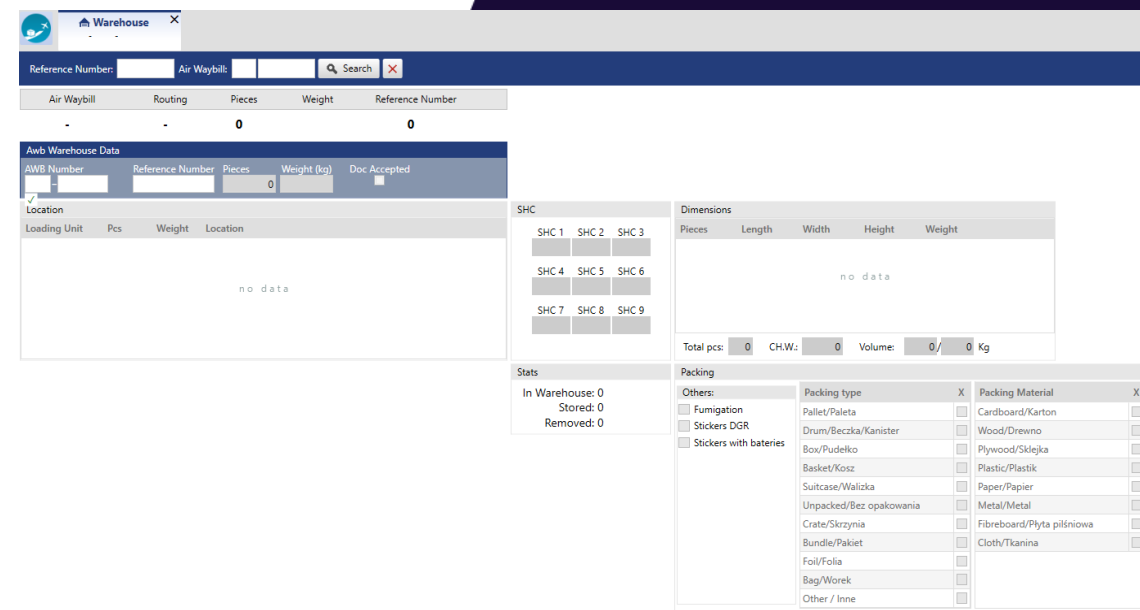 Warehouse X
- -
Reference Number: Air Waybill: Search
Air Waybill Routing Pieces Weight Reference Number
- - 0 0
Awb Warehouse Data
AWB Number Reference Number Pieces Weight (kg) Doc Accepted
- 0
Location
Loading Unit Pcs Weight Location
no data
SHC
SHC 1 SHC 2 SHC 3
SHC 4 SHC 5 SHC 6
SHC 7 SHC 8 SHC 9
Dimensions
Pieces Length Width Height Weight
no data
Total pcs: 0 CH.W.: 0 Volume: 0 / 0 Kg
Stats
In Warehouse: 0
Stored: 0
Removed: 0
Packing
Others:
Fumigation
Stickers DGR
Stickers with bateries
Packing type X
Pallet/Paleta
Drum/Beczka/Kanister
Box/Pudełko
Basket/Kosz
Suitcase/Walizka
Unpacked/Bez opakowania
Crate/Skrzynia
Bundle/Pakiet
Foil/Folia
Bag/Worek
Other / Inne
Packing Material X
Cardboard/Karton
Wood/Drewno
Plywood/Sklejka
Plastic/Plastik
Paper/Papier
Metal/Metal
Fibreboard/Płyta pilśniowa
Cloth/Tkanina